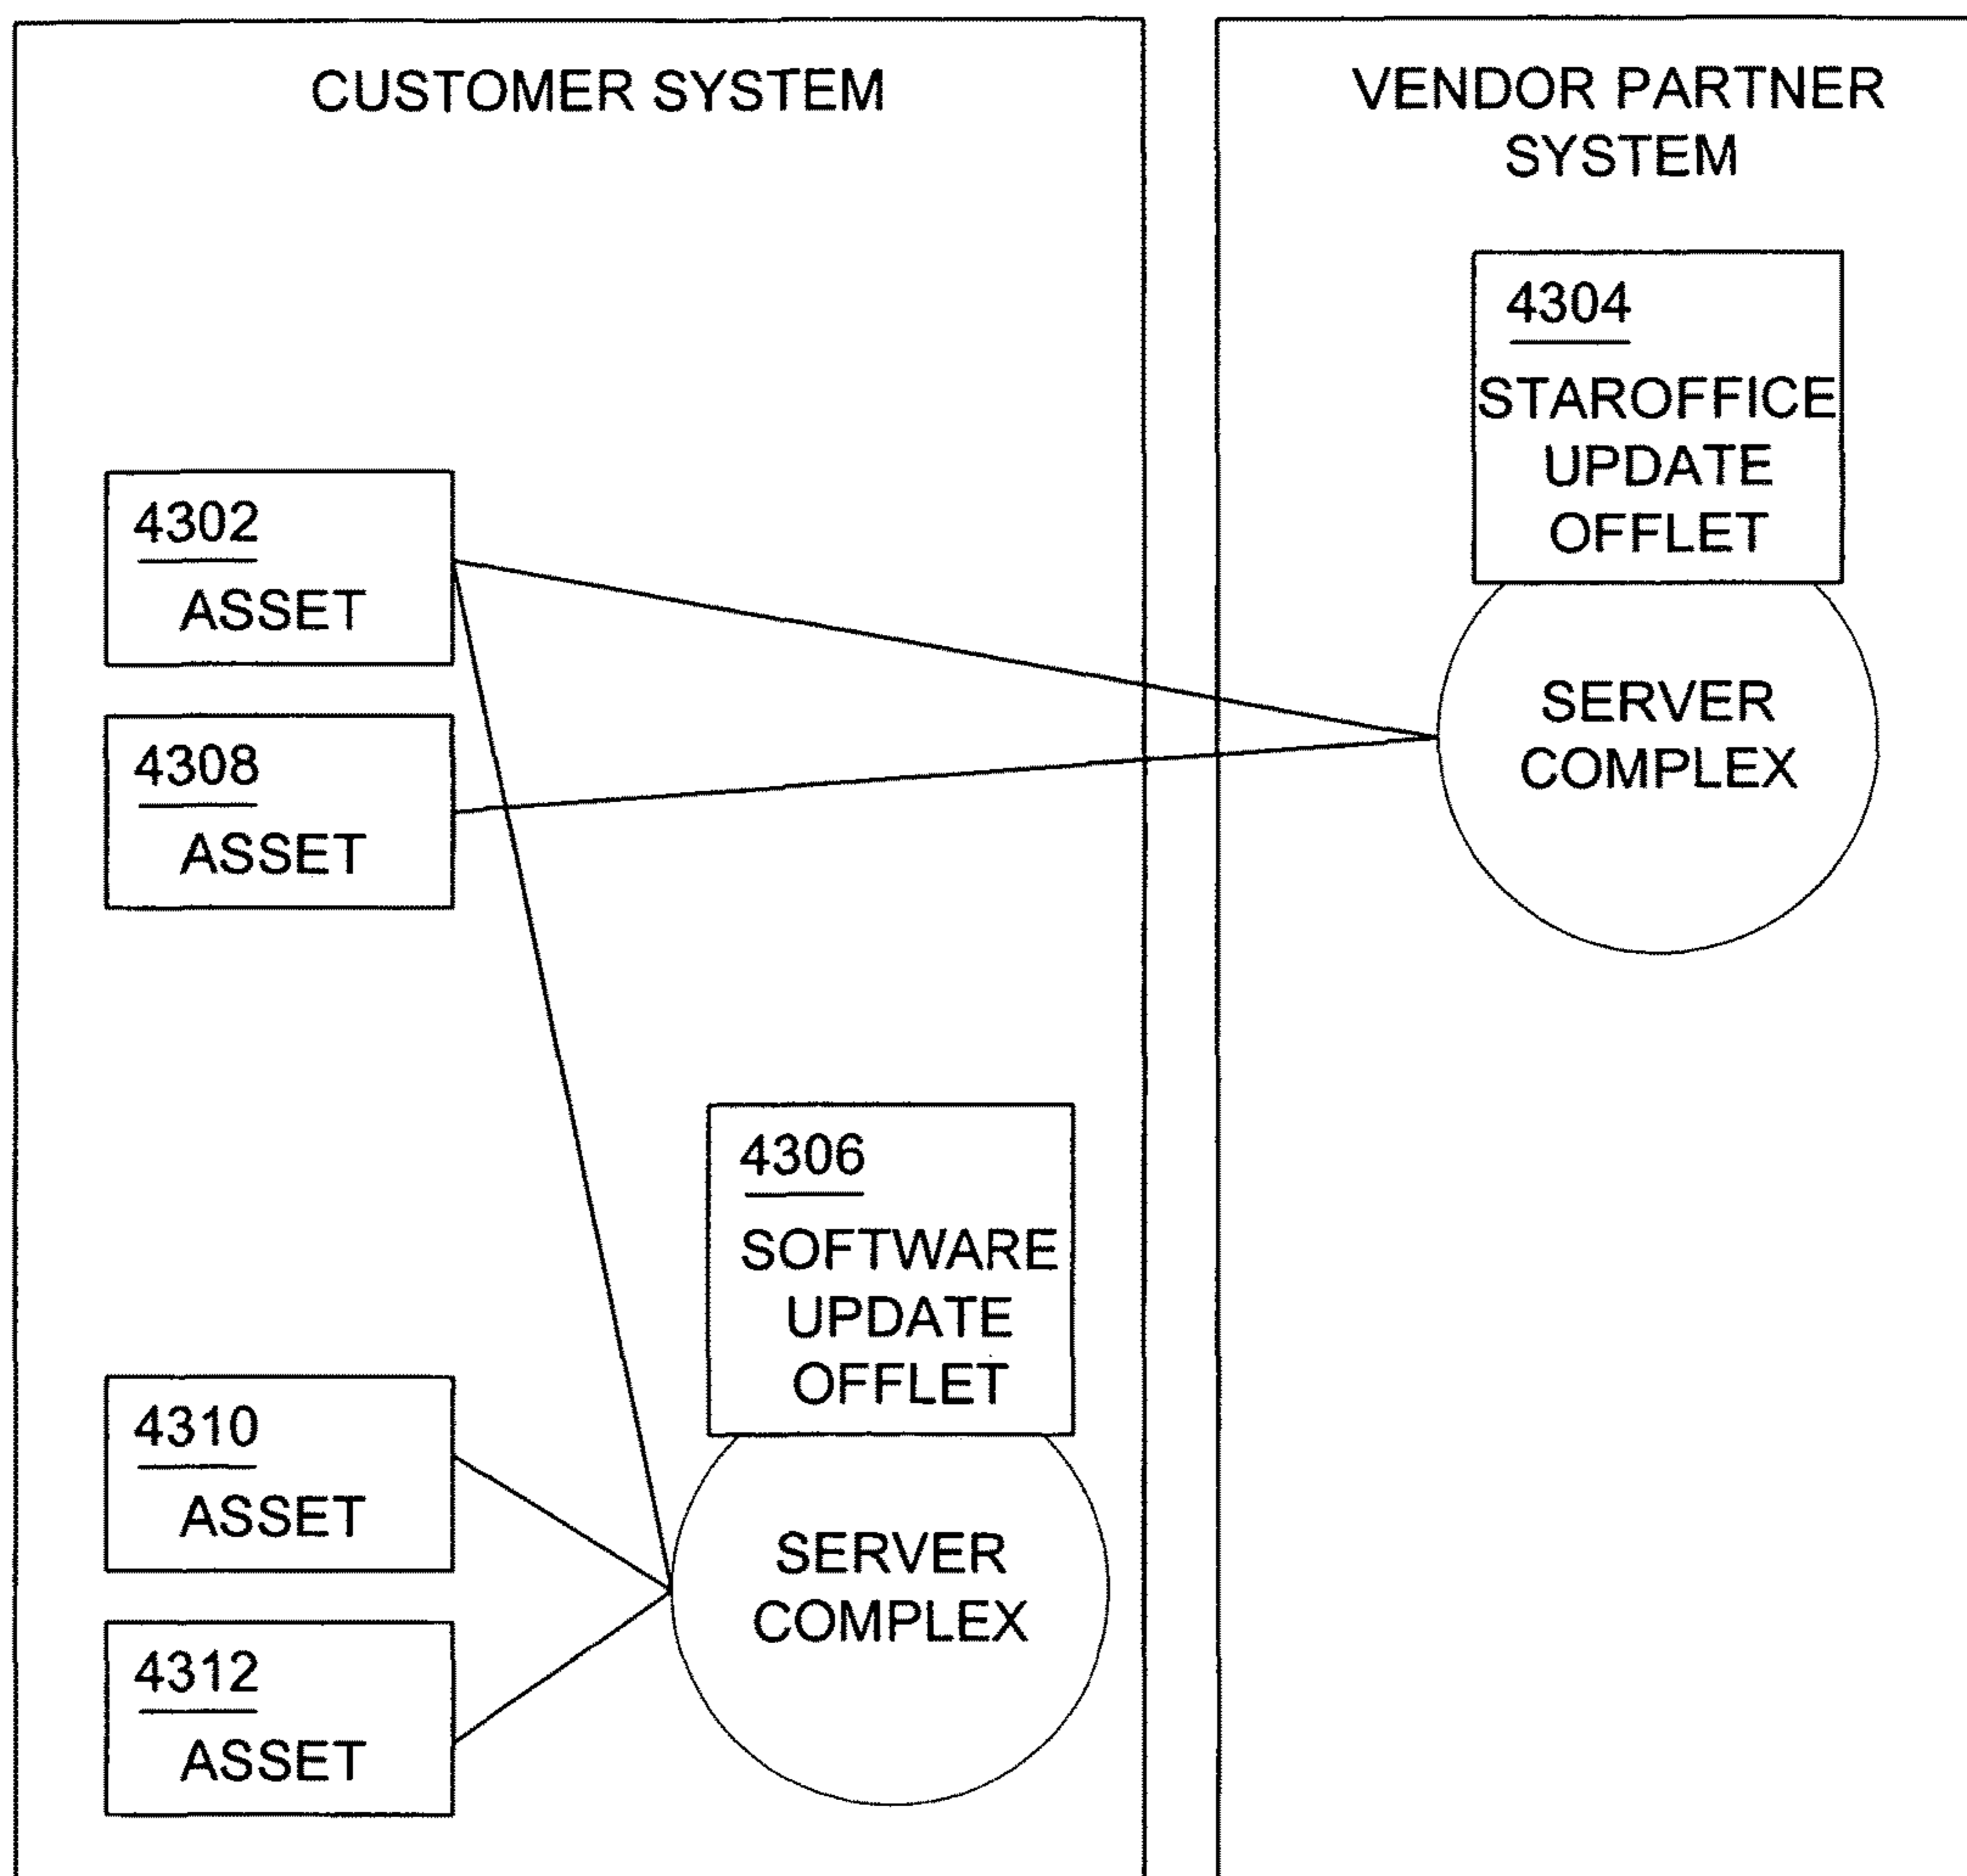 CUSTOMER SYSTEM
VENDOR PARTNER
SYSTEM
4304
STAROFFICE
UPDATE
OFFLET
4302
ASSET
SERVER
COMPLEX
4308
ASSET
4306
SOFTWARE
UPDATE
OFFLET
4310
ASSET
SERVER
COMPLEX
4312
ASSET